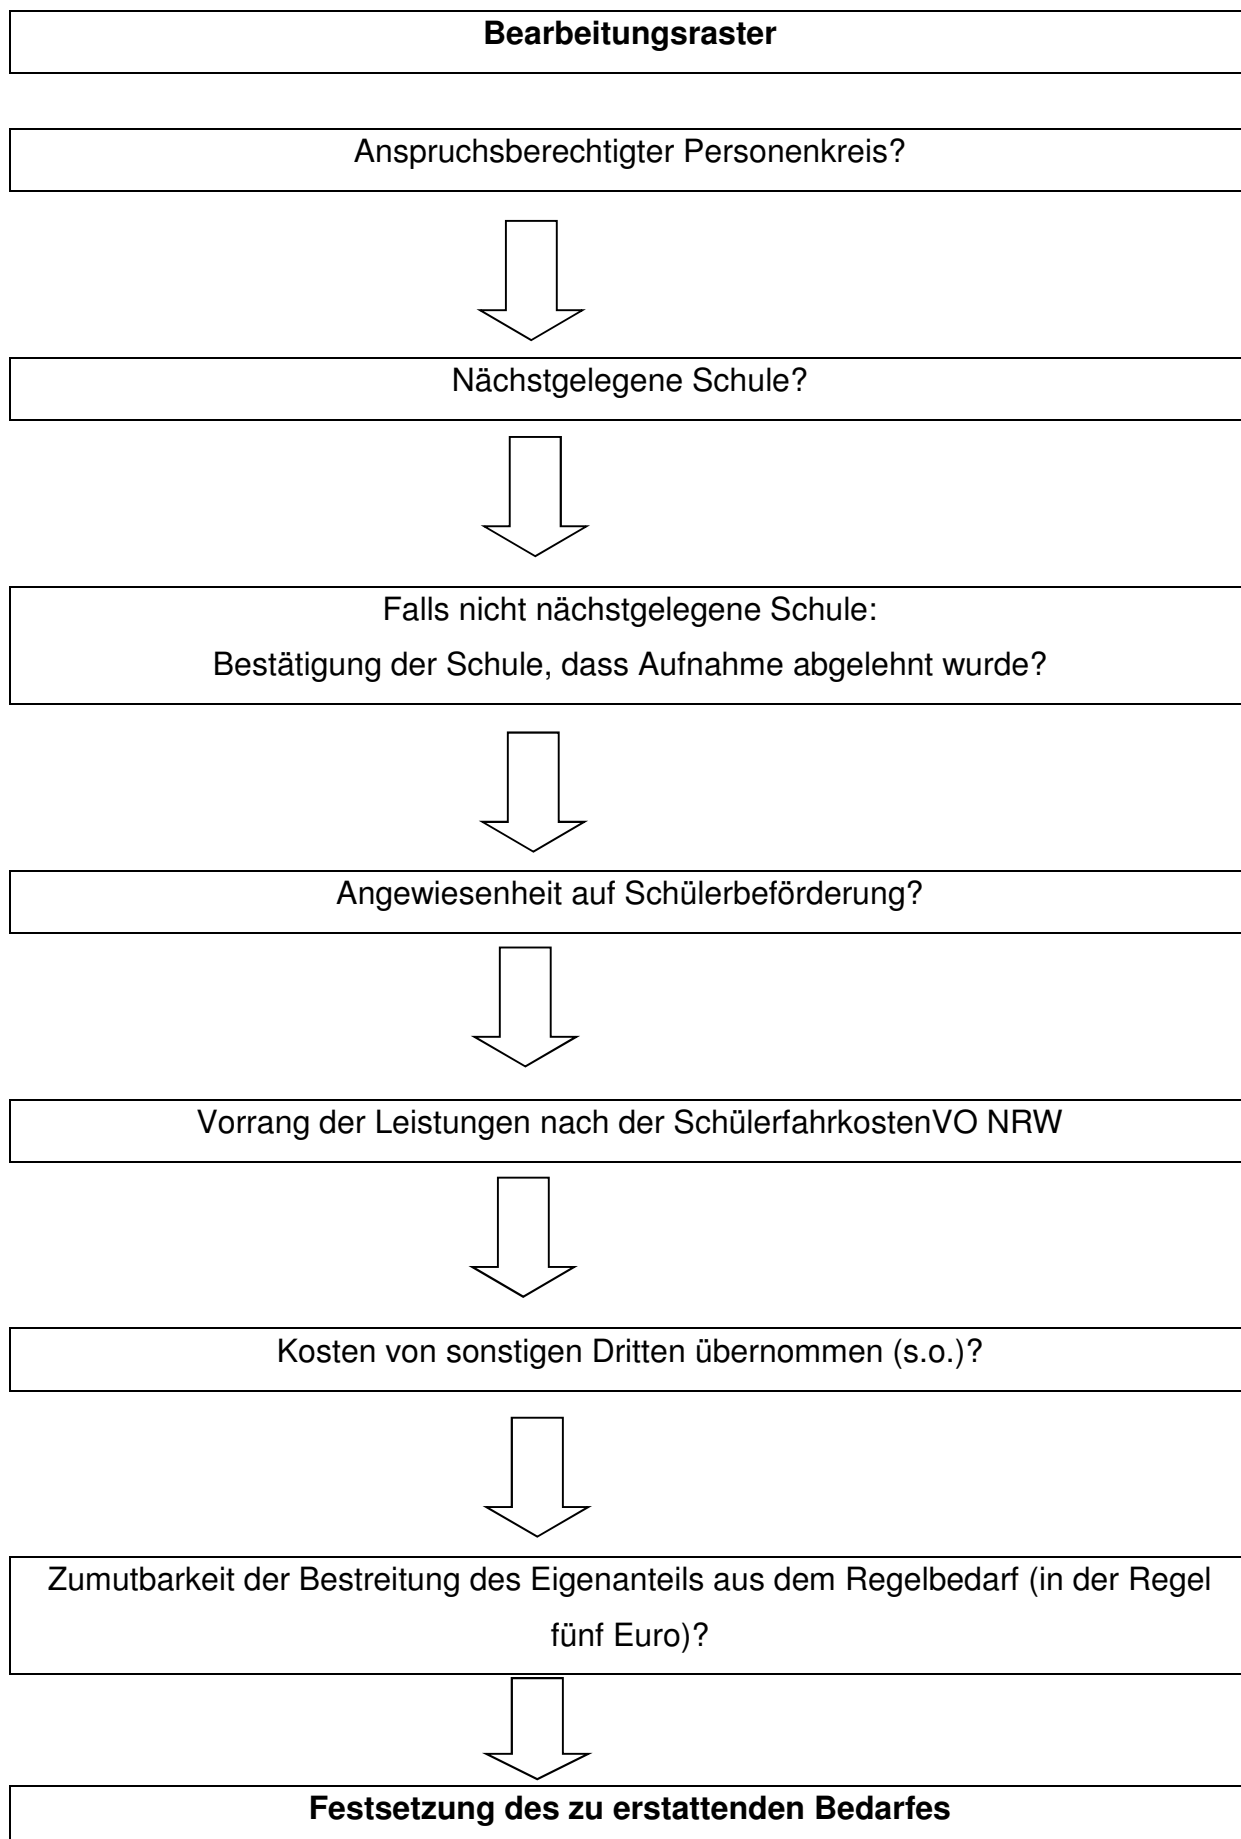 Bearbeitungsraster
Anspruchsberechtigter Personenkreis?
Nächstgelegene Schule?
Falls nicht nächstgelegene Schule:
Bestätigung der Schule, dass Aufnahme abgelehnt wurde?
Angewiesenheit auf Schülerbeförderung?
Vorrang der Leistungen nach der SchülerfahrkostenVO NRW
Kosten von sonstigen Dritten übernommen (s.o.)?
Zumutbarkeit der Bestreitung des Eigenanteils aus dem Regelbedarf (in der Regel
fünf Euro)?
Festsetzung des zu erstattenden Bedarfes